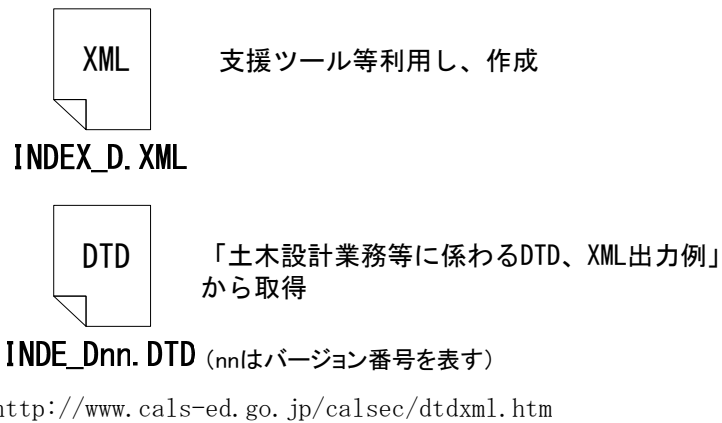 XML
支援ツール等利用し、作成
INDEX_D.XML
DTD
「土木設計業務等に係わるDTD、XML出力例」
から取得
INDE_Dnn.DTD (nnはバージョン番号を表す)
http://www.cals-ed.go.jp/calsec/dtdxml.htm